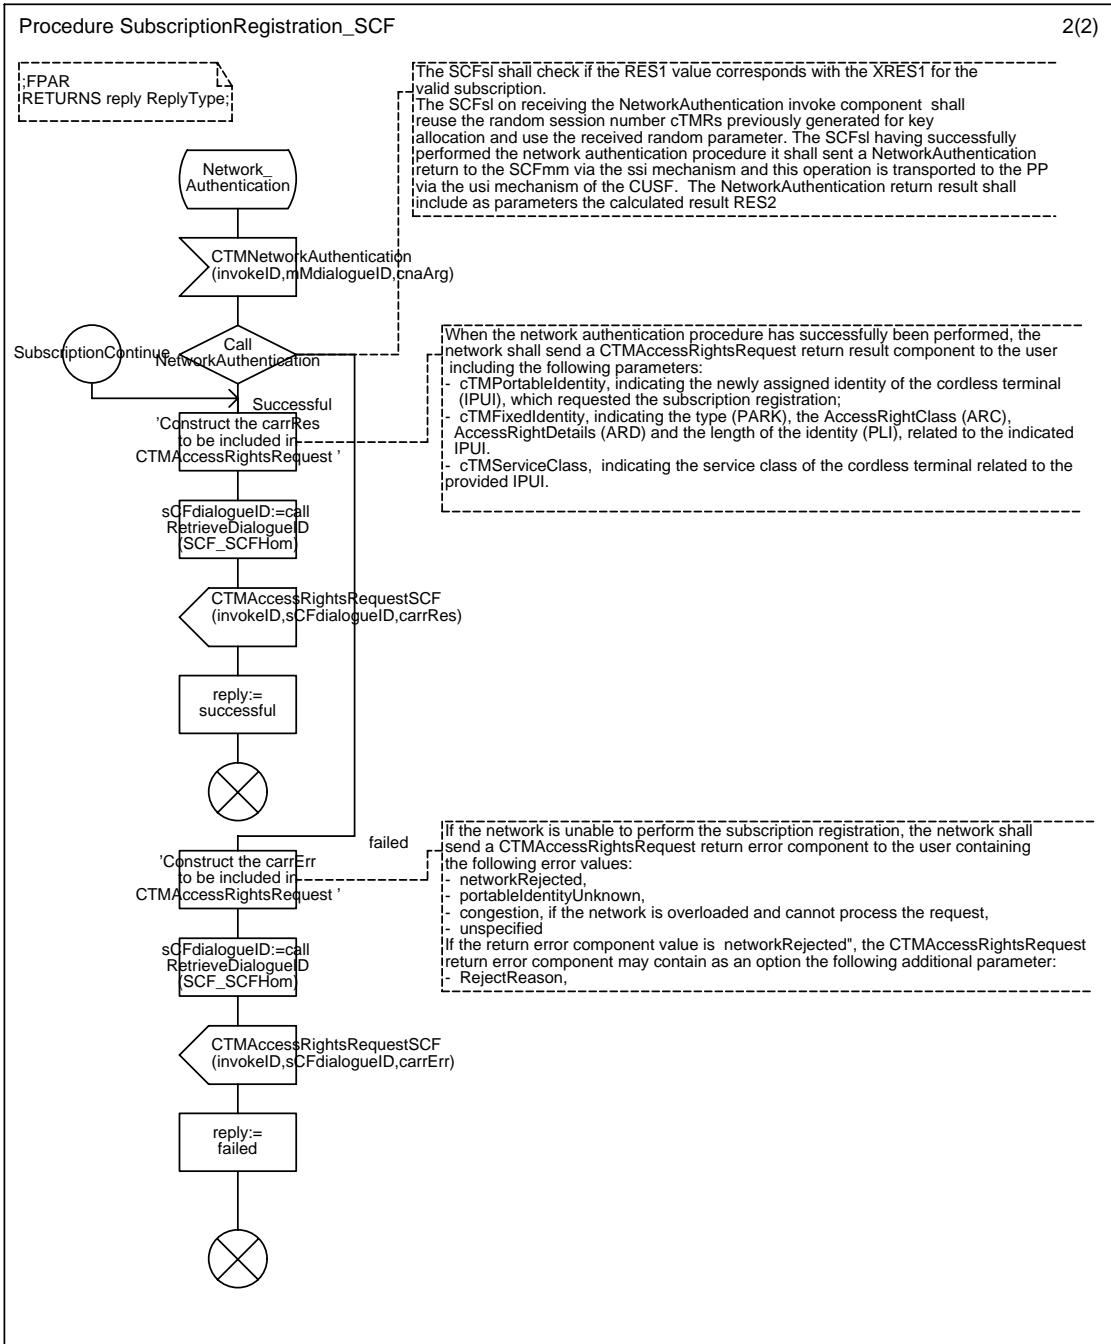 Procedure SubscriptionRegistration_SCF
2(2)
;FPAR
RETURNS reply ReplyType;
The SCFsl shall check if the RES1 value corresponds with the XRES1 for the
valid subscription.
The SCFsl on receiving the NetworkAuthentication invoke component shall
reuse the random session number cTMRs previously generated for key
allocation and use the received random parameter. The SCFsl having successfully
performed the network authentication procedure it shall sent a NetworkAuthentication
return to the SCFmm via the ssi mechanism and this operation is transported to the PP
via the usi mechanism of the CUSF. The NetworkAuthentication return result shall
include as parameters the calculated result RES2
Network_
Authentication
CTMNetworkAuthentication
(invokeID,mMdialogueID,cnaArg)
SubscriptionContinue
Call
NetworkAuthentication
When the network authentication procedure has successfully been performed, the
network shall send a CTMAccessRightsRequest return result component to the user
including the following parameters:
- cTMPortableIdentity, indicating the newly assigned identity of the cordless terminal
(IPUI), which requested the subscription registration;
- cTMFixedIdentity, indicating the type (PARK), the AccessRightClass (ARC),
AccessRightDetails (ARD) and the length of the identity (PLI), related to the indicated
IPUI.
- cTMServiceClass, indicating the service class of the cordless terminal related to the
provided IPUI.
Successful
'Construct the carrRes
to be included in
CTMAccessRightsRequest '
sCFdialogueID:=call
RetrieveDialogueID
(SCF_SCFHom)
CTMAccessRightsRequestSCF
(invokeID,sCFdialogueID,carrRes)
reply:=
successful
failed
If the network is unable to perform the subscription registration, the network shall
send a CTMAccessRightsRequest return error component to the user containing
the following error values:
- networkRejected,
- portableIdentityUnknown,
- congestion, if the network is overloaded and cannot process the request,
- unspecified
If the return error component value is networkRejected", the CTMAccessRightsRequest
return error component may contain as an option the following additional parameter:
- RejectReason,
'Construct the carrErr
to be included in
CTMAccessRightsRequest '
sCFdialogueID:=call
RetrieveDialogueID
(SCF_SCFHom)
CTMAccessRightsRequestSCF
(invokeID,sCFdialogueID,carrErr)
reply:=
failed